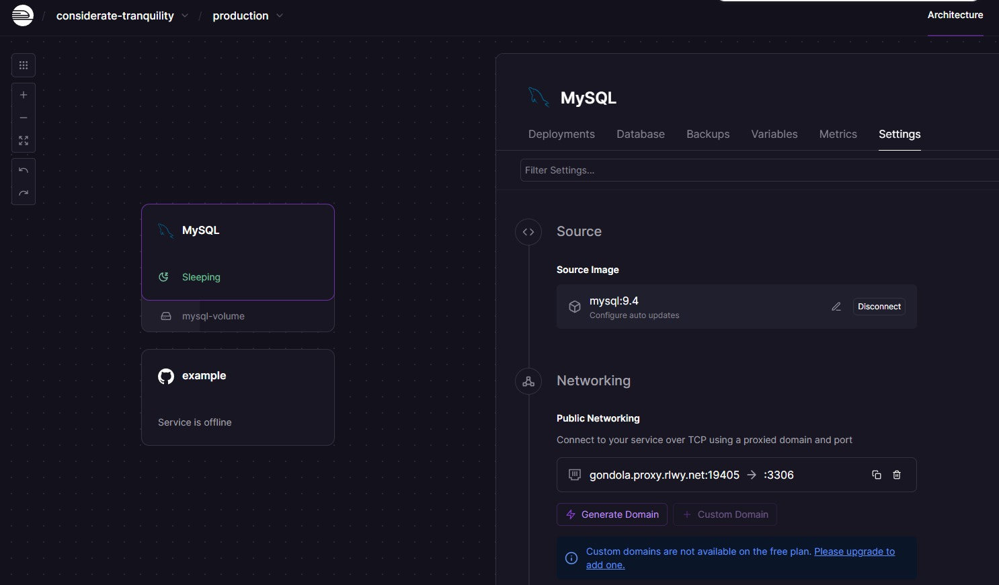 considerate-tranquility
production
Architecture
MySQL
Deployments
Database
Backups
Variables
Metrics
Settings
Filter Settings...
MySQL
Sleeping
mysql-volume
example
Service is offline
Source
Source Image
mysql:9.4
Configure auto updates
Disconnect
Networking
Public Networking
Connect to your service over TCP using a proxied domain and port
gondola.proxy.rlwy.net:19405 → :3306
Generate Domain
+ Custom Domain
Custom domains are not available on the free plan. Please upgrade to
add one.